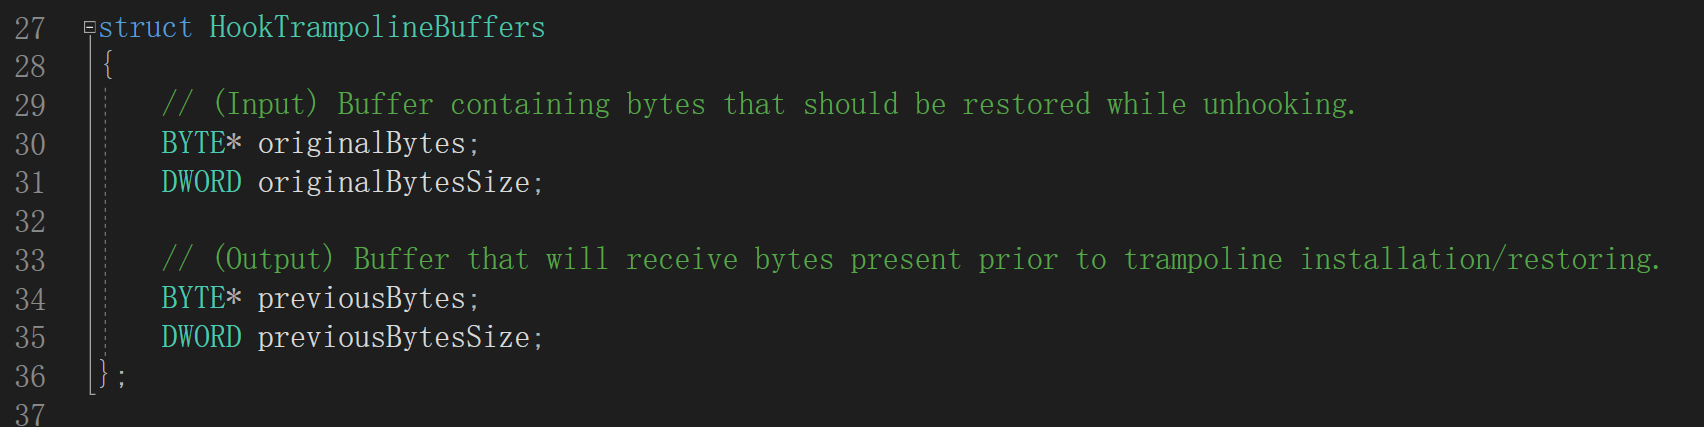 27 struct HookTrampolineBuffers
28 {
29 // (Input) Buffer containing bytes that should be restored while unhooking.
30 BYTE* originalBytes;
31 DWORD originalBytesSize;
32
33 // (Output) Buffer that will receive bytes present prior to trampoline installation/restoring.
34 BYTE* previousBytes;
35 DWORD previousBytesSize;
36 };
37